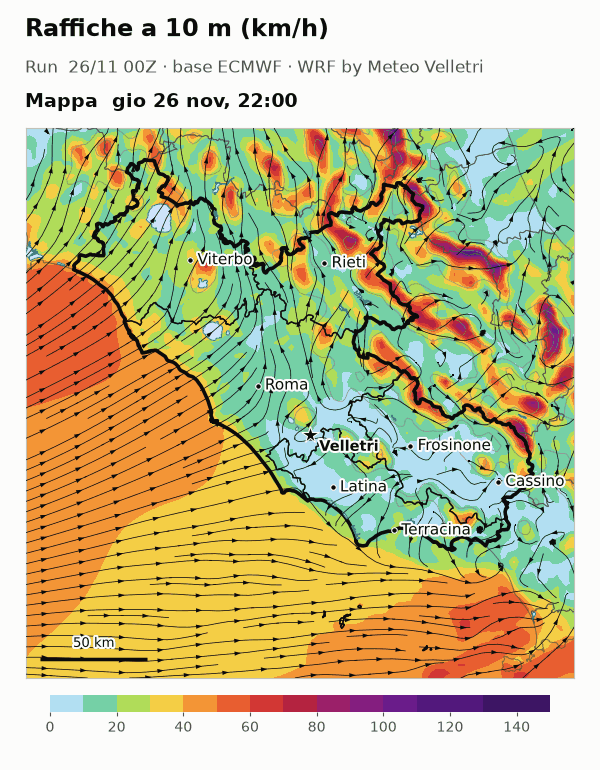 Raffiche a 10 m (km/h)
Run  26/11 00Z · base ECMWF · WRF by Meteo Velletri
Mappa  gio 26 nov, 22:00
Viterbo
Rieti
Roma
Velletri
Frosinone
Latina
Cassino
Terracina
50 km
0 20 40 60 80 100 120 140